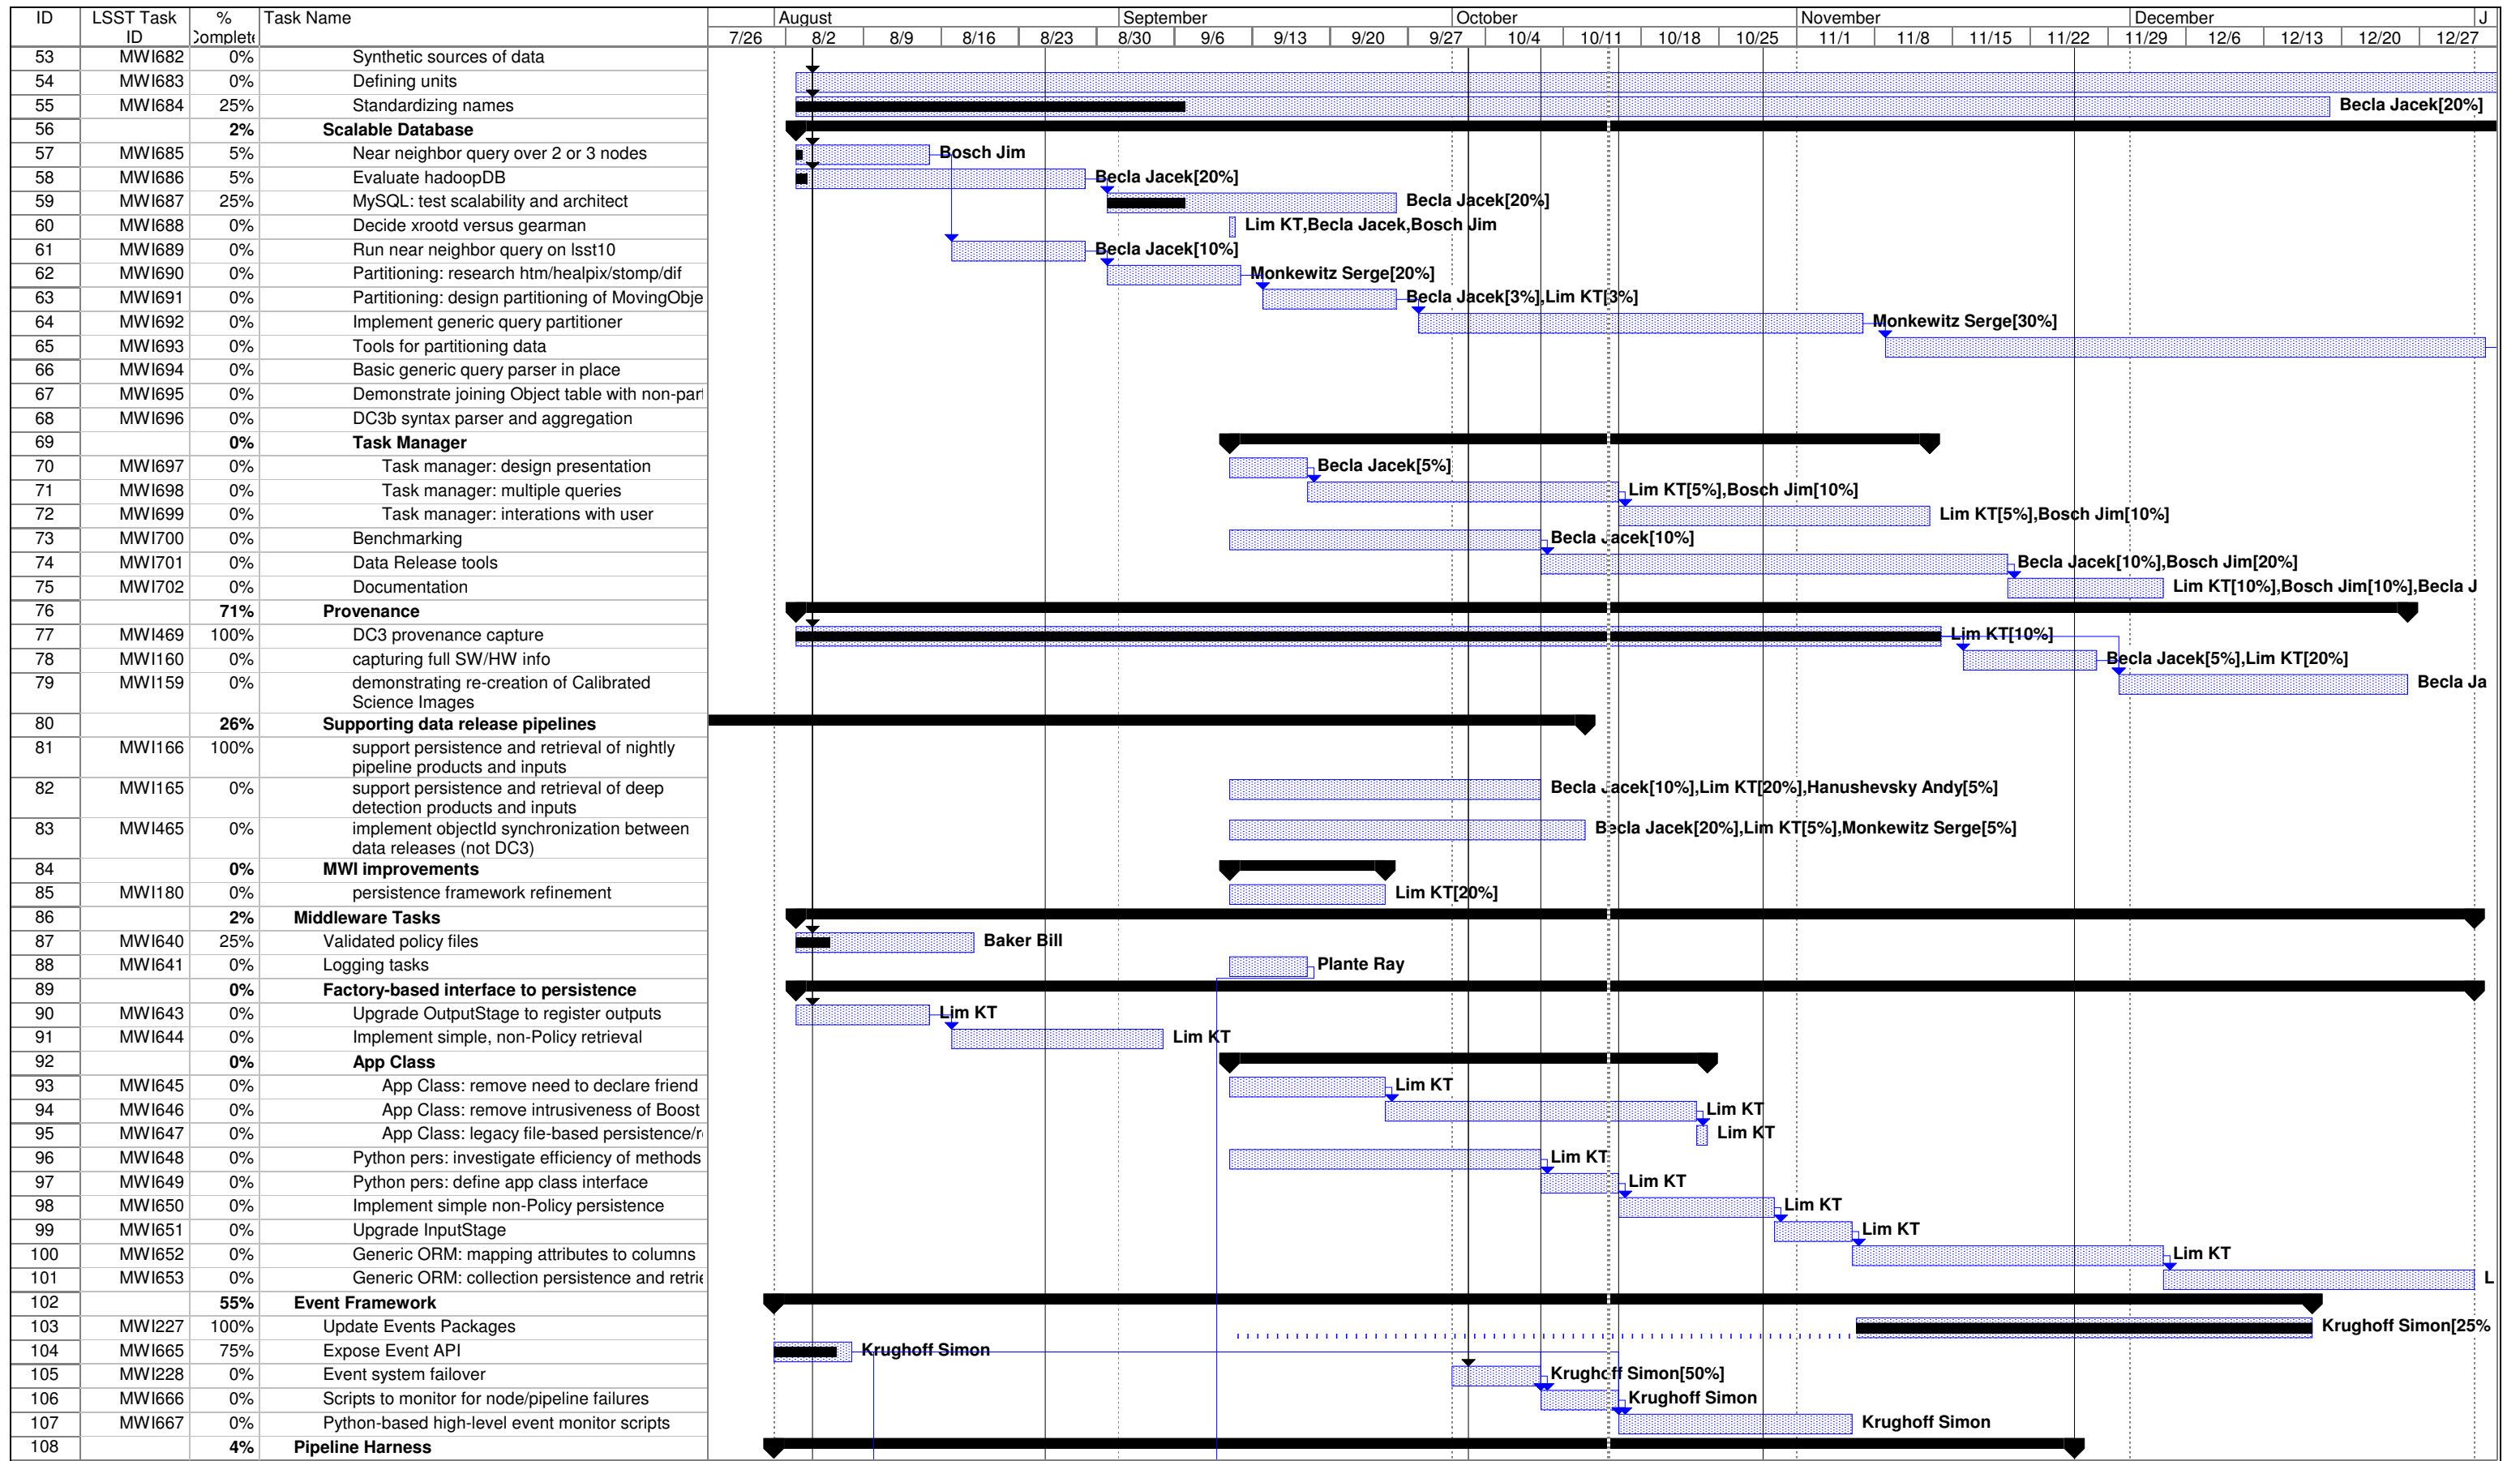 ID LSST Task ID % Complete Task Name August September October November December J
7/26 8/2 8/9 8/16 8/23 8/30 9/6 9/13 9/20 9/27 10/4 10/11 10/18 10/25 11/1 11/8 11/15 11/22 11/29 12/6 12/13 12/20 12/27
53 MWI682 0% Synthetic sources of data
54 MWI683 0% Defining units
55 MWI684 25% Standardizing names Becla Jacek[20%]
56 2% Scalable Database
57 MWI685 5% Near neighbor query over 2 or 3 nodes Bosch Jim
58 MWI686 5% Evaluate hadoopDB Becla Jacek[20%]
59 MWI687 25% MySQL: test scalability and architect Becla Jacek[20%]
60 MWI688 0% Decide xrootd versus gearman Lim KT,Becla Jacek,Bosch Jim
61 MWI689 0% Run near neighbor query on lsst10 Becla Jacek[10%]
62 MWI690 0% Partitioning: research htm/healpix/stomp/dif Monkewitz Serge[20%]
63 MWI691 0% Partitioning: design partitioning of MovingObje Becla Jacek[3%],Lim KT[3%]
64 MWI692 0% Implement generic query partitioner Monkewitz Serge[30%]
65 MWI693 0% Tools for partitioning data
66 MWI694 0% Basic generic query parser in place
67 MWI695 0% Demonstrate joining Object table with non-part
68 MWI696 0% DC3b syntax parser and aggregation
69 0% Task Manager
70 MWI697 0% Task manager: design presentation Becla Jacek[5%]
71 MWI698 0% Task manager: multiple queries Lim KT[5%],Bosch Jim[10%]
72 MWI699 0% Task manager: interations with user Lim KT[5%],Bosch Jim[10%]
73 MWI700 0% Benchmarking Becla Jacek[10%]
74 MWI701 0% Data Release tools Becla Jacek[10%],Bosch Jim[20%]
75 MWI702 0% Documentation Lim KT[10%],Bosch Jim[10%],Becla J
76 71% Provenance
77 MWI469 100% DC3 provenance capture Lim KT[10%]
78 MWI160 0% capturing full SW/HW info Becla Jacek[5%],Lim KT[20%]
79 MWI159 0% demonstrating re-creation of Calibrated Becla Ja
Science Images
80 26% Supporting data release pipelines
81 MWI166 100% support persistence and retrieval of nightly
pipeline products and inputs
82 MWI165 0% support persistence and retrieval of deep Becla Jacek[10%],Lim KT[20%],Hanushevsky Andy[5%]
detection products and inputs
83 MWI465 0% implement objectId synchronization between Becla Jacek[20%],Lim KT[5%],Monkewitz Serge[5%]
data releases (not DC3)
84 0% MWI improvements
85 MWI180 0% persistence framework refinement Lim KT[20%]
86 2% Middleware Tasks
87 MWI640 25% Validated policy files Baker Bill
88 MWI641 0% Logging tasks Plante Ray
89 0% Factory-based interface to persistence
90 MWI643 0% Upgrade OutputStage to register outputs Lim KT
91 MWI644 0% Implement simple, non-Policy retrieval Lim KT
92 0% App Class
93 MWI645 0% App Class: remove need to declare friend Lim KT
94 MWI646 0% App Class: remove intrusiveness of Boost Lim KT
95 MWI647 0% App Class: legacy file-based persistence/r Lim KT
96 MWI648 0% Python pers: investigate efficiency of methods Lim KT
97 MWI649 0% Python pers: define app class interface Lim KT
98 MWI650 0% Implement simple non-Policy persistence Lim KT
99 MWI651 0% Upgrade InputStage Lim KT
100 MWI652 0% Generic ORM: mapping attributes to columns Lim KT
101 MWI653 0% Generic ORM: collection persistence and retrie L
102 55% Event Framework
103 MWI227 100% Update Events Packages Krughoff Simon[25%
104 MWI665 75% Expose Event API Krughoff Simon
105 MWI228 0% Event system failover Krughoff Simon[50%]
106 MWI666 0% Scripts to monitor for node/pipeline failures Krughoff Simon
107 MWI667 0% Python-based high-level event monitor scripts Krughoff Simon
108 4% Pipeline Harness